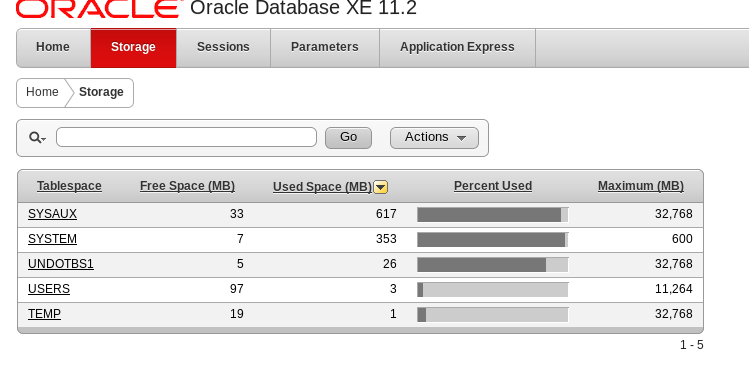 ORACLE Oracle Database XE 11.2
Home Storage Sessions Parameters Application Express
Home Storage
Go Actions
Tablespace Free Space (MB) Used Space (MB) Percent Used Maximum (MB)
SYSAUX 33 617 32,768
SYSTEM 7 353 600
UNDOTBS1 5 26 32,768
USERS 97 3 11,264
TEMP 19 1 32,768
1 - 5